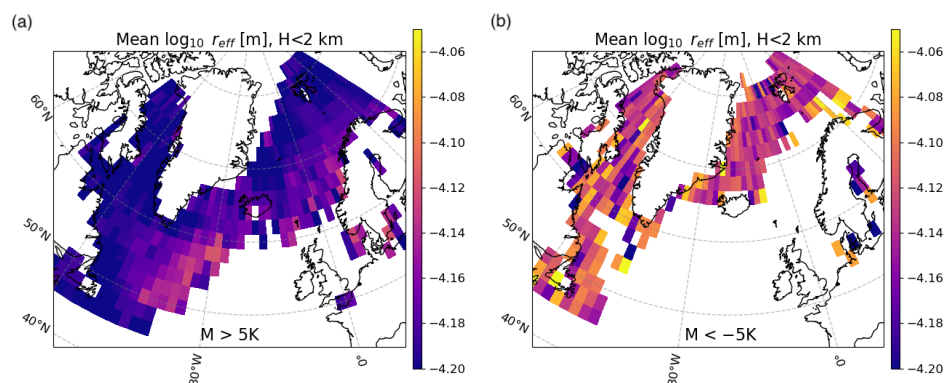 (a)
Mean log₁₀ r_eff [m], H<2 km
60°N
50°N
40°N
30°W
0°
M > 5K
−4.06
−4.08
−4.10
−4.12
−4.14
−4.16
−4.18
−4.20
(b)
Mean log₁₀ r_eff [m], H<2 km
60°N
50°N
40°N
30°W
0°
M < −5K
−4.06
−4.08
−4.10
−4.12
−4.14
−4.16
−4.18
−4.20